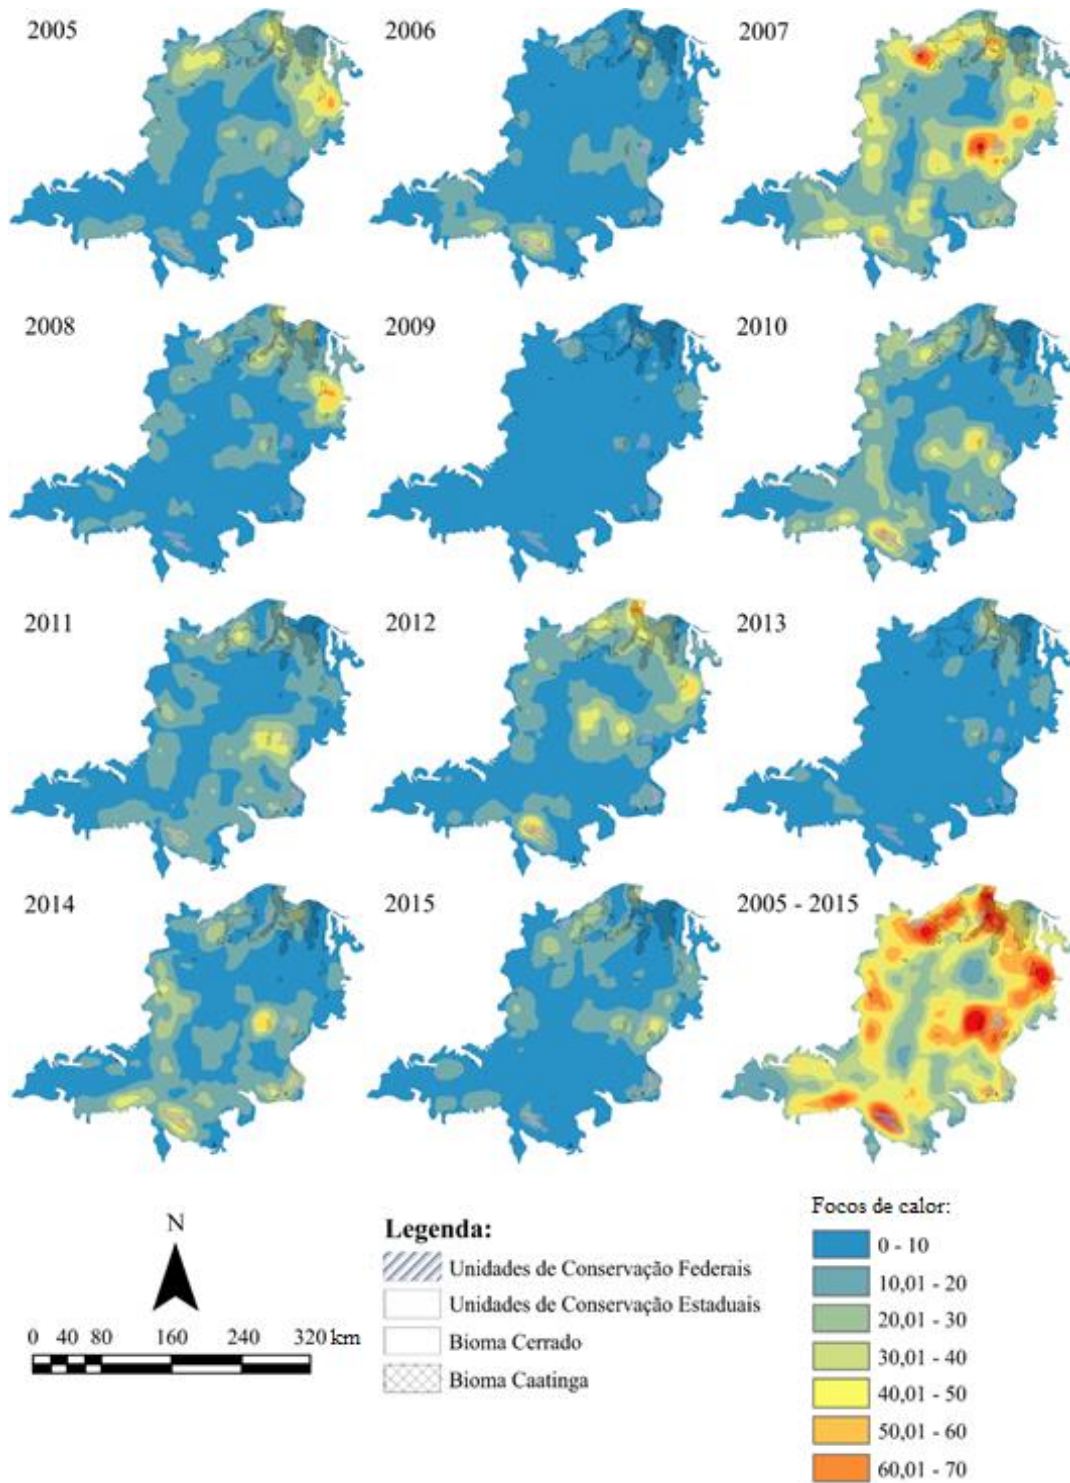 2005
2006
2007
2008
2009
2010
2011
2012
2013
2014
2015
2005 - 2015
N
0 40 80 160 240 320 km
Legenda:
Unidades de Conservação Federais
Unidades de Conservação Estaduais
Bioma Cerrado
Bioma Caatinga
Focos de calor:
0 - 10
10,01 - 20
20,01 - 30
30,01 - 40
40,01 - 50
50,01 - 60
60,01 - 70